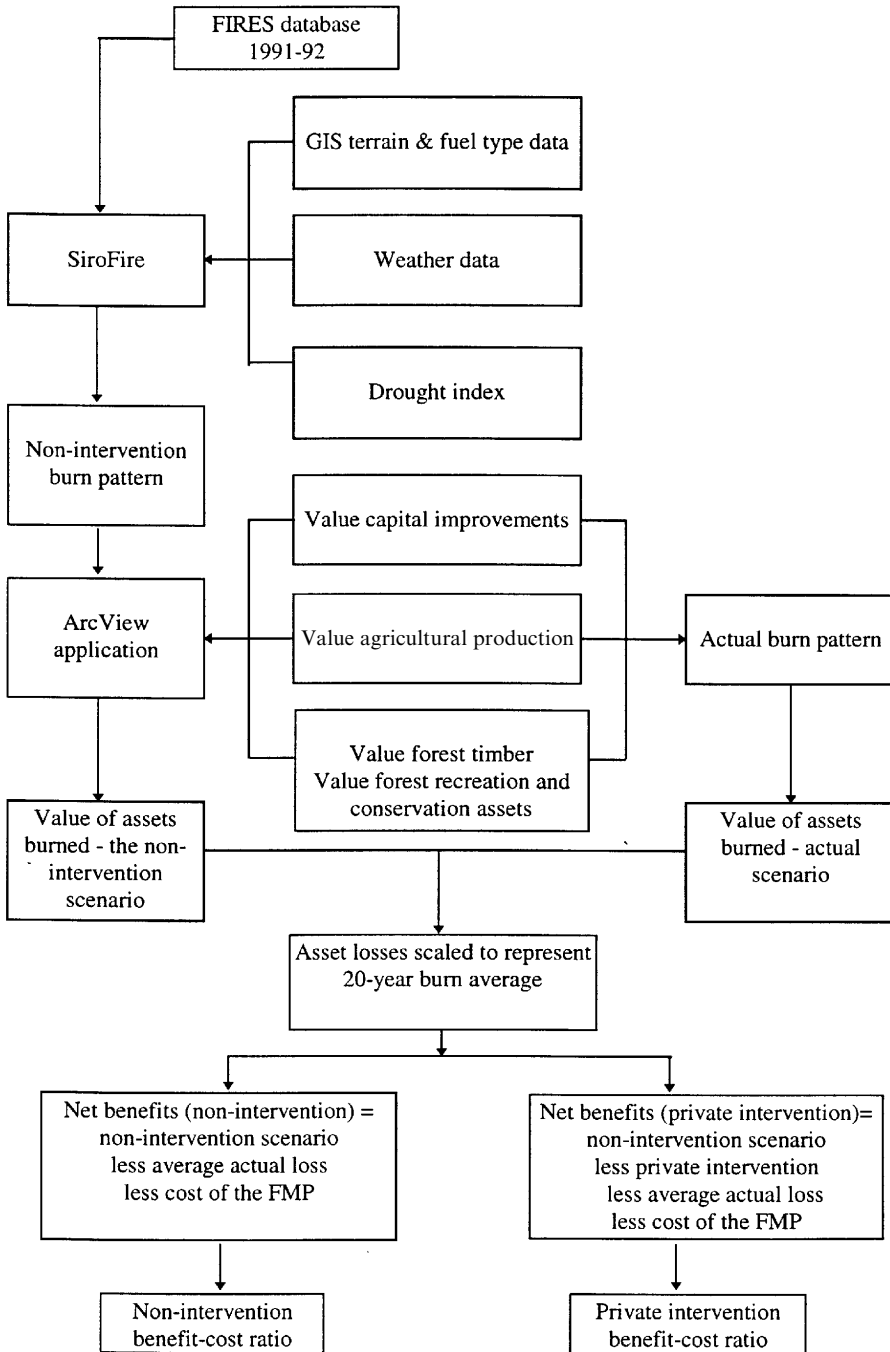 FIRES database
1991-92
GIS terrain & fuel type data
SiroFire
Weather data
Drought index
Non-intervention
burn pattern
Value capital improvements
ArcView
application
Value agricultural production
Actual burn pattern
Value forest timber
Value forest recreation and
conservation assets
Value of assets
burned - the non-
intervention
scenario
Value of assets
burned - actual
scenario
Asset losses scaled to represent
20-year burn average
Net benefits (non-intervention) =
non-intervention scenario
less average actual loss
less cost of the FMP
Net benefits (private intervention)=
non-intervention scenario
less private intervention
less average actual loss
less cost of the FMP
Non-intervention
benefit-cost ratio
Private intervention
benefit-cost ratio